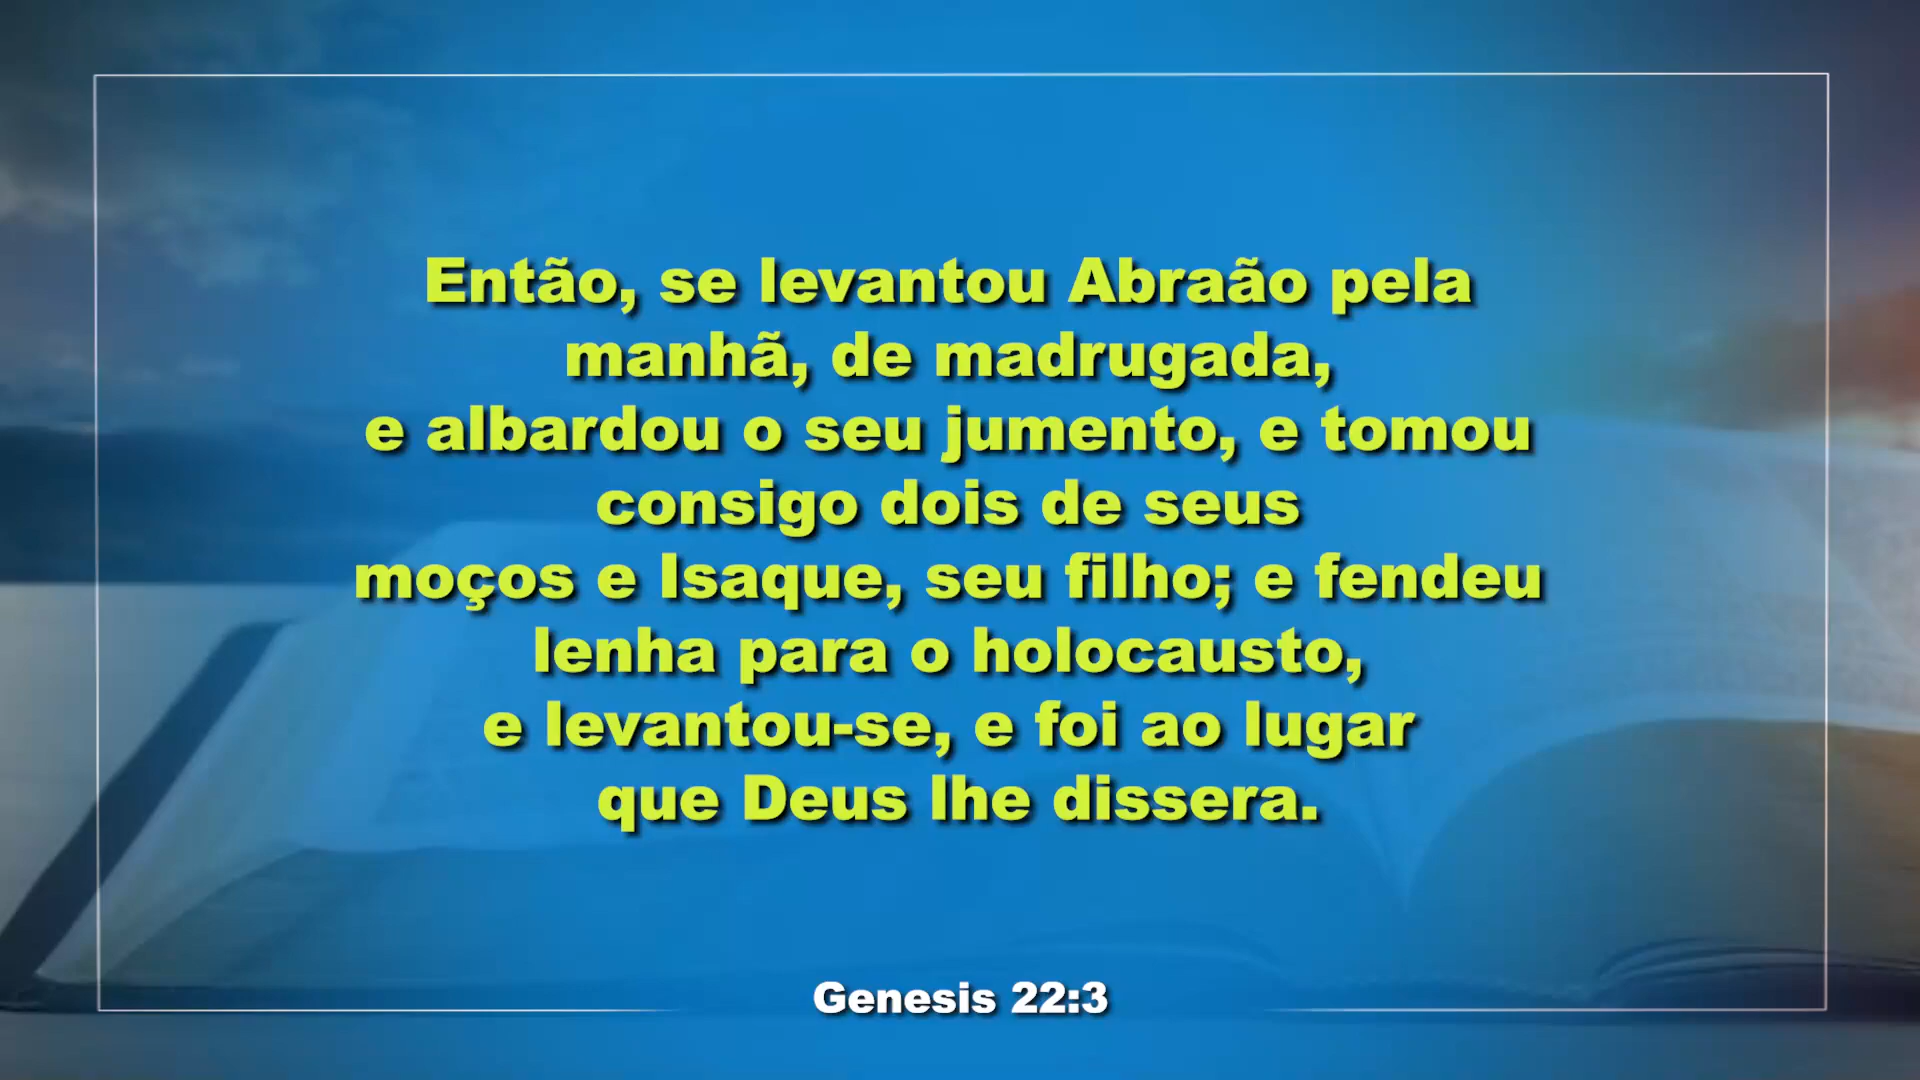 Então, se levantou Abraão pela
manhã, de madrugada,
e albardou o seu jumento, e tomou
consigo dois de seus
moços e Isaque, seu filho; e fendeu
lenha para o holocausto,
e levantou-se, e foi ao lugar
que Deus lhe dissera.
Genesis 22:3